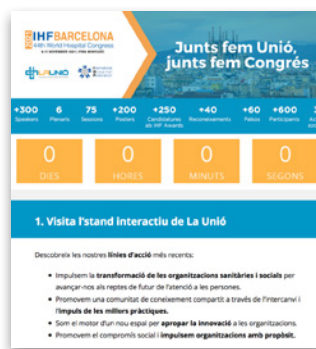 2021
IHFBARCELONA
44th World Hospital Congress
LA UNIÓ
Junts fem Unió,
junts fem Congrés
+300 6 75 +200 +250 +40 +60 +600
Speakers Plenaris Sessions Posters Candidatures als IHF Awards Reconeixements Països Participants
0 0 0 0
DIES HORES MINUTS SEGONS
1. Visita l'stand interactiu de La Unió
Descobreix les nostres línies d'acció més recents:
• Impulsem la transformació de les organitzacions sanitàries i socials per
avançar-nos als reptes de futur de l'atenció a les persones.
• Promovem una comunitat de coneixement compartit a través de l'intercanvi i
l'impuls de les millors pràctiques.
• Som el motor d'un nou espai per apropar la innovació a les organitzacions.
• Promovem el compromís social i impulsem organitzacions amb propòsit.